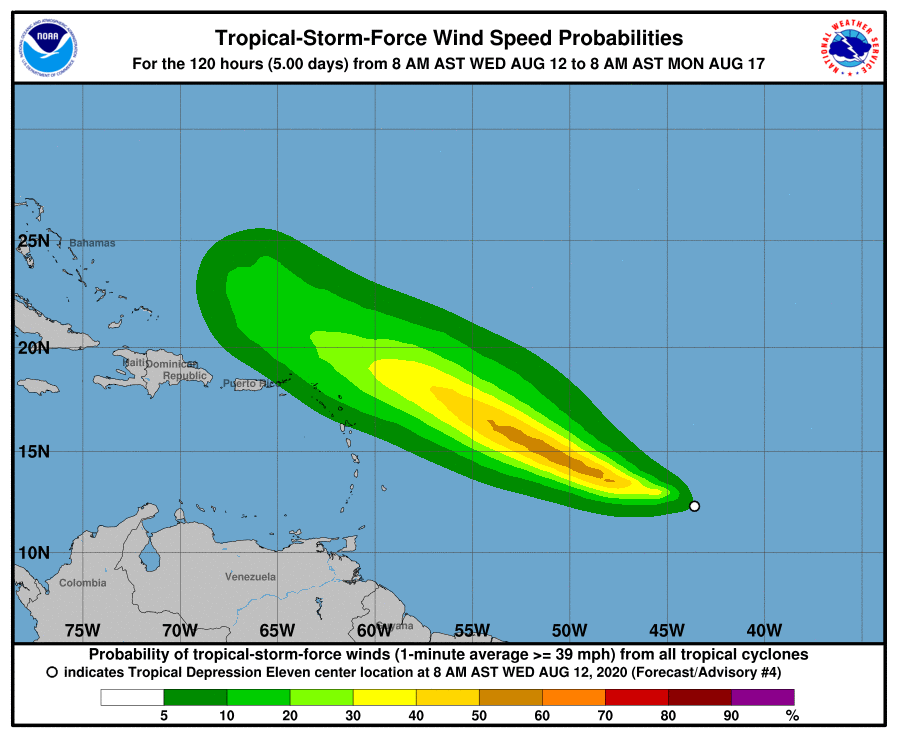 Tropical-Storm-Force Wind Speed Probabilities
For the 120 hours (5.00 days) from 8 AM AST WED AUG 12 to 8 AM AST MON AUG 17
NOAA
NATIONAL WEATHER SERVICE
25N
Bahamas
20N
Haiti
Dominican
Republic
Puerto Rico
15N
10N
Colombia
Venezuela
Guyana
75W 70W 65W 60W 55W 50W 45W 40W
Probability of tropical-storm-force winds (1-minute average >= 39 mph) from all tropical cyclones
indicates Tropical Depression Eleven center location at 8 AM AST WED AUG 12, 2020 (Forecast/Advisory #4)
5 10 20 30 40 50 60 70 80 90 %